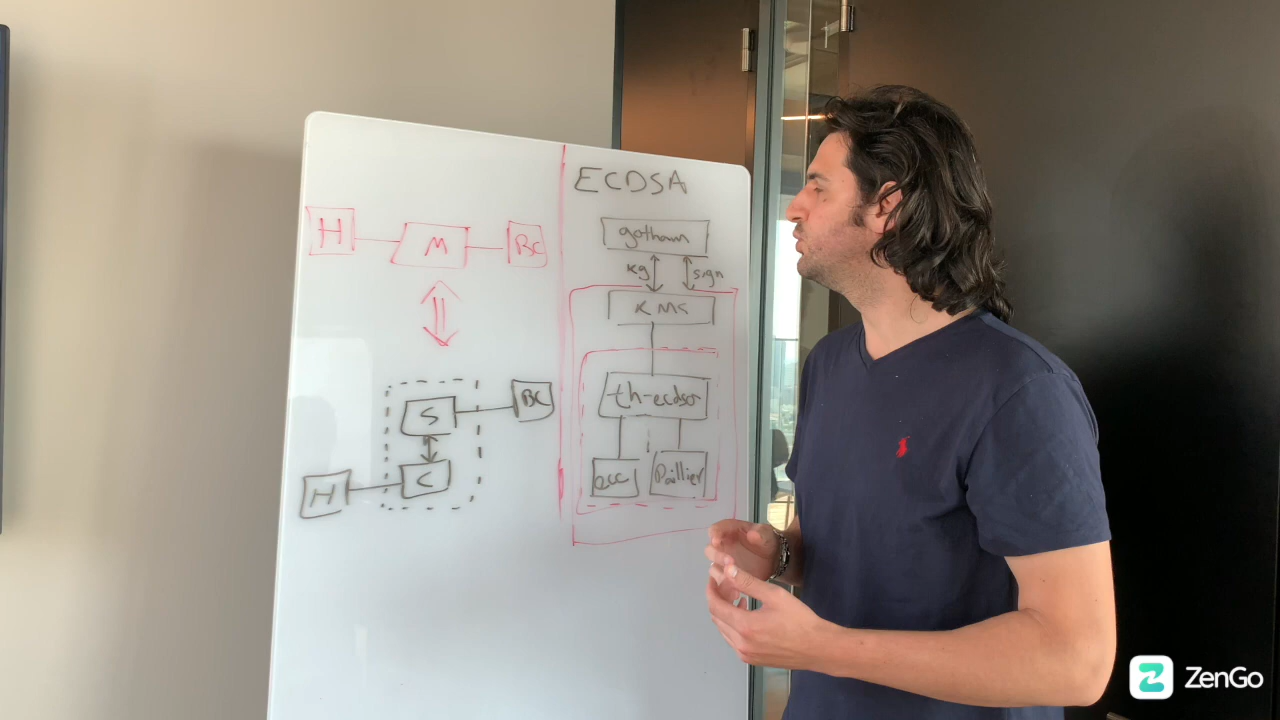 H
M
BC
S
C
BC
H
ECDSA
gotham
kg
sign
KMS
th-ecdsa
ecc
Paillier
ZenGo